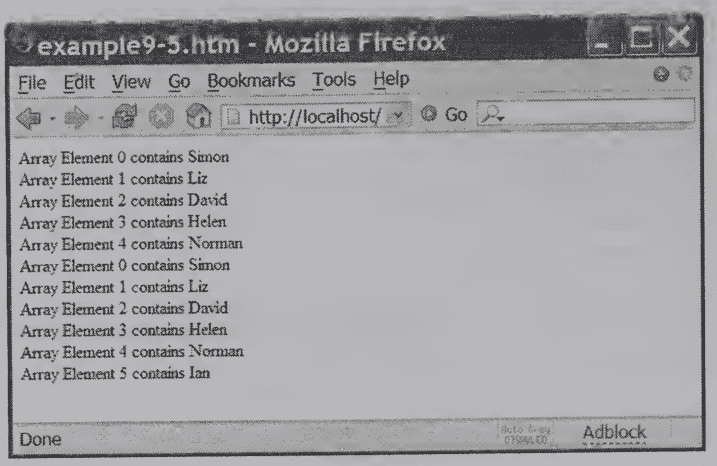 example9-5.htm - Mozilla Firefox
File Edit View Go Bookmarks Tools Help
http://localhost/ Go
Array Element 0 contains Simon
Array Element 1 contains Liz
Array Element 2 contains David
Array Element 3 contains Helen
Array Element 4 contains Norman
Array Element 0 contains Simon
Array Element 1 contains Liz
Array Element 2 contains David
Array Element 3 contains Helen
Array Element 4 contains Norman
Array Element 5 contains Ian
Done Adblock